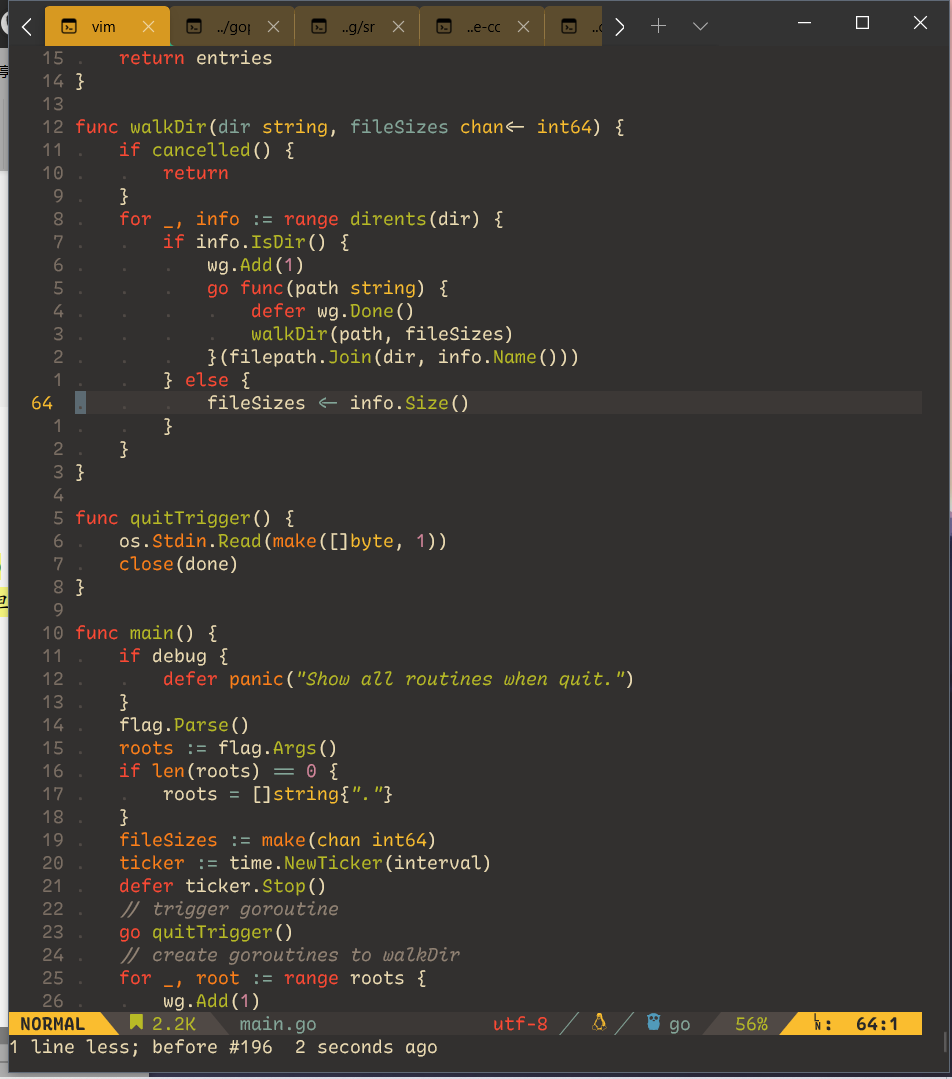 vim ../go ..g/sr ..e-cc
15 return entries
14 }
13
12 func walkDir(dir string, fileSizes chan<- int64) {
11 if cancelled() {
10 return
9 }
8 for _, info := range dirents(dir) {
7 if info.IsDir() {
6 wg.Add(1)
5 go func(path string) {
4 defer wg.Done()
3 walkDir(path, fileSizes)
2 }(filepath.Join(dir, info.Name()))
1 } else {
64 fileSizes <- info.Size()
1 }
2 }
3 }
4
5 func quitTrigger() {
6 os.Stdin.Read(make([]byte, 1))
7 close(done)
8 }
9
10 func main() {
11 if debug {
12 defer panic("Show all routines when quit.")
13 }
14 flag.Parse()
15 roots := flag.Args()
16 if len(roots) == 0 {
17 roots = []string{"."}
18 }
19 fileSizes := make(chan int64)
20 ticker := time.NewTicker(interval)
21 defer ticker.Stop()
22 // trigger goroutine
23 go quitTrigger()
24 // create goroutines to walkDir
25 for _, root := range roots {
26 wg.Add(1)
NORMAL 2.2K main.go utf-8 go 56% LN: 64:1
1 line less; before #196 2 seconds ago